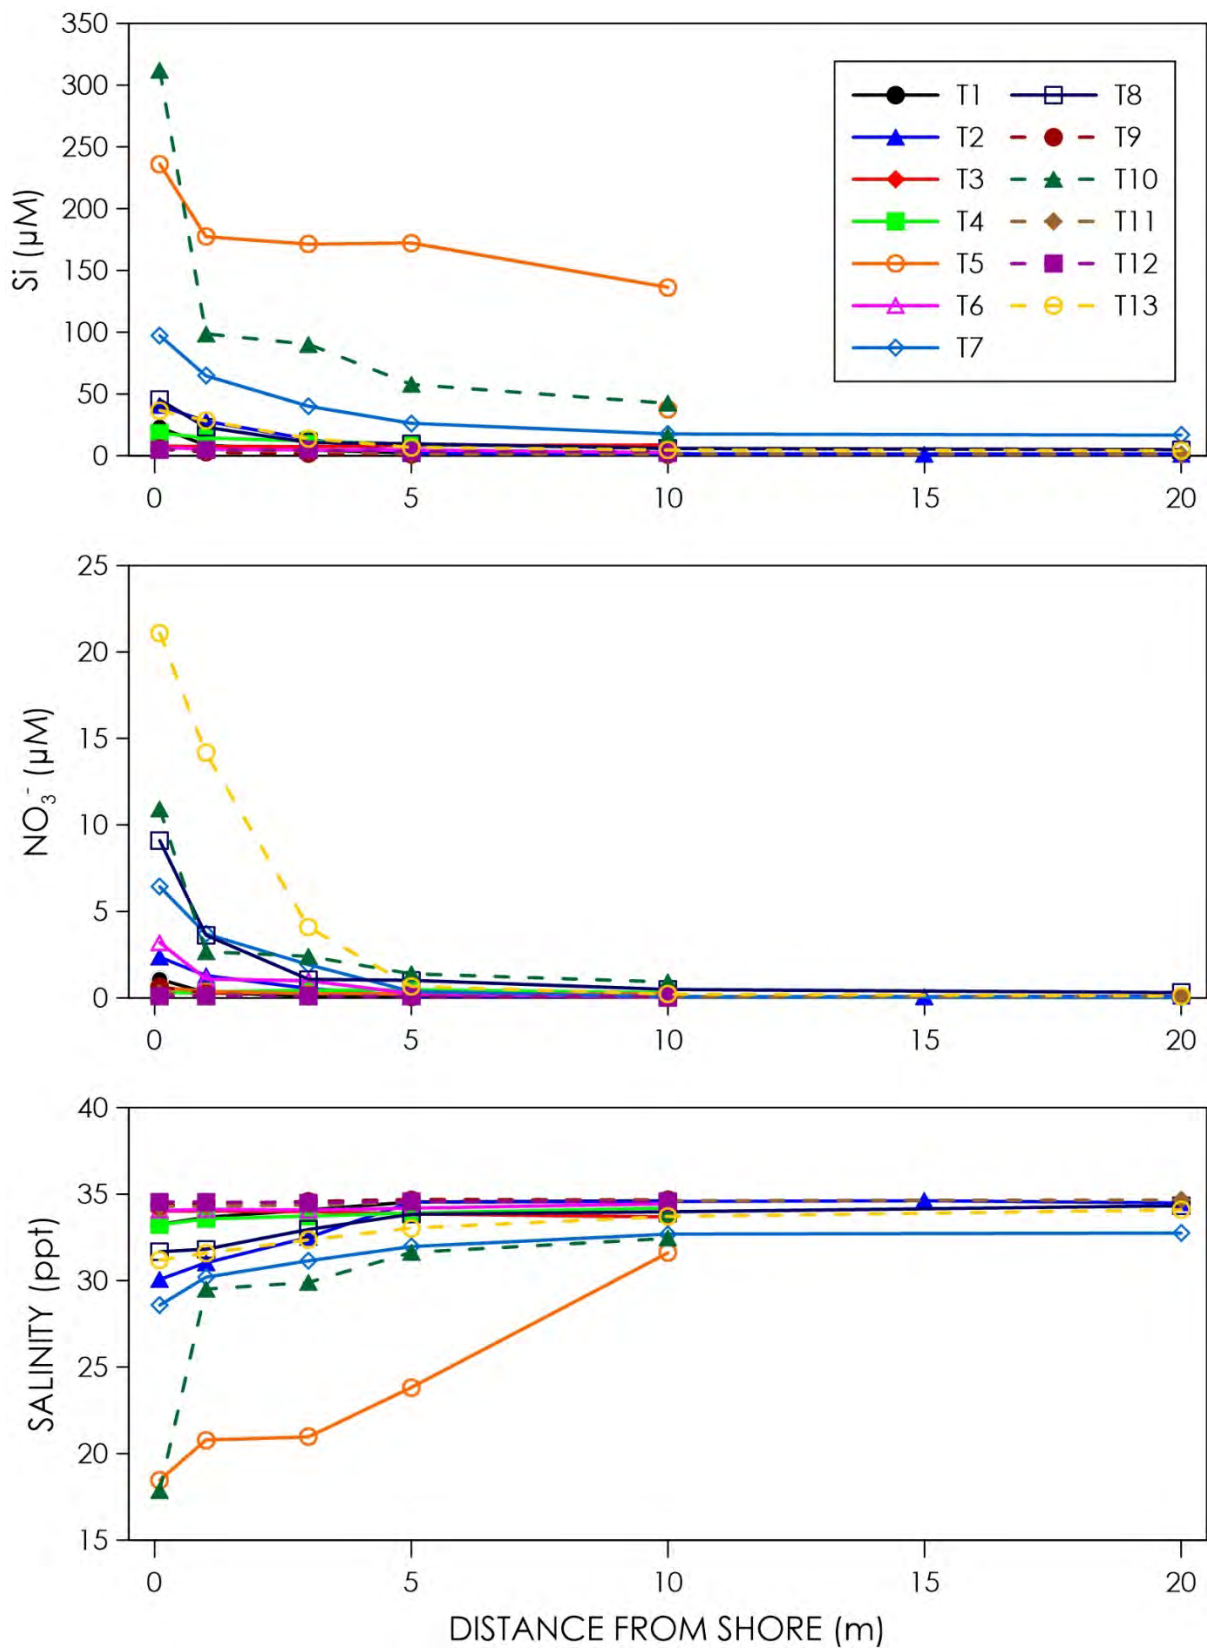 350
300
250
200
150
100
50
0
Si (µM)
T1 T8
T2 T9
T3 T10
T4 T11
T5 T12
T6 T13
T7
0 5 10 15 20
25
20
15
10
5
0
NO₃⁻ (µM)
0 5 10 15 20
40
35
30
25
20
15
SALINITY (ppt)
0 5 10 15 20
DISTANCE FROM SHORE (m)